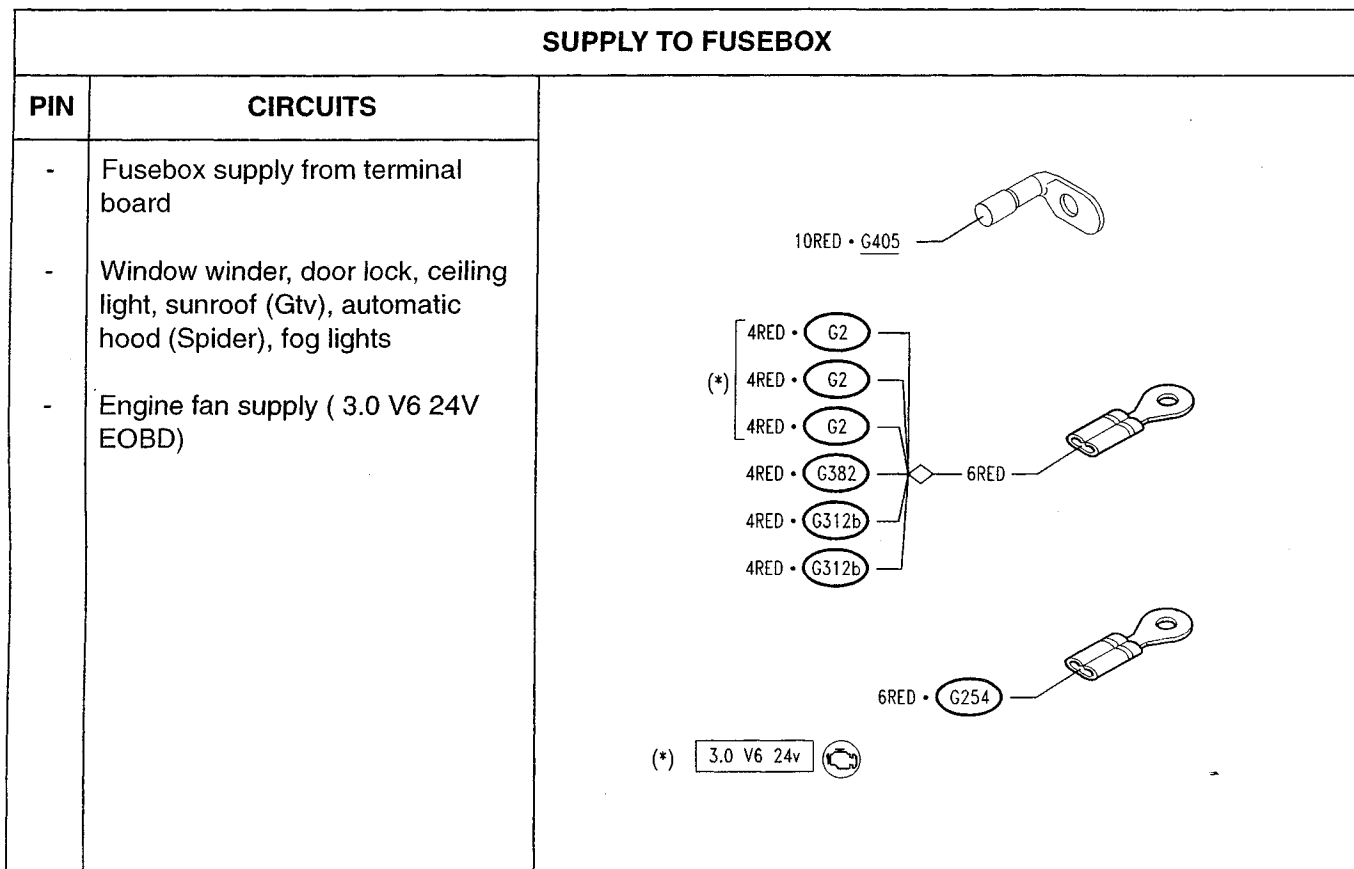 SUPPLY TO FUSEBOX
PIN CIRCUITS
- Fusebox supply from terminal
board
- Window winder, door lock, ceiling
light, sunroof (Gtv), automatic
hood (Spider), fog lights
- Engine fan supply ( 3.0 V6 24V
EOBD)
10RED • G405
4RED • G2
(*) 4RED • G2
4RED • G2
4RED • G382
6RED
4RED • G312b
4RED • G312b
6RED • G254
(*) 3.0 V6 24v